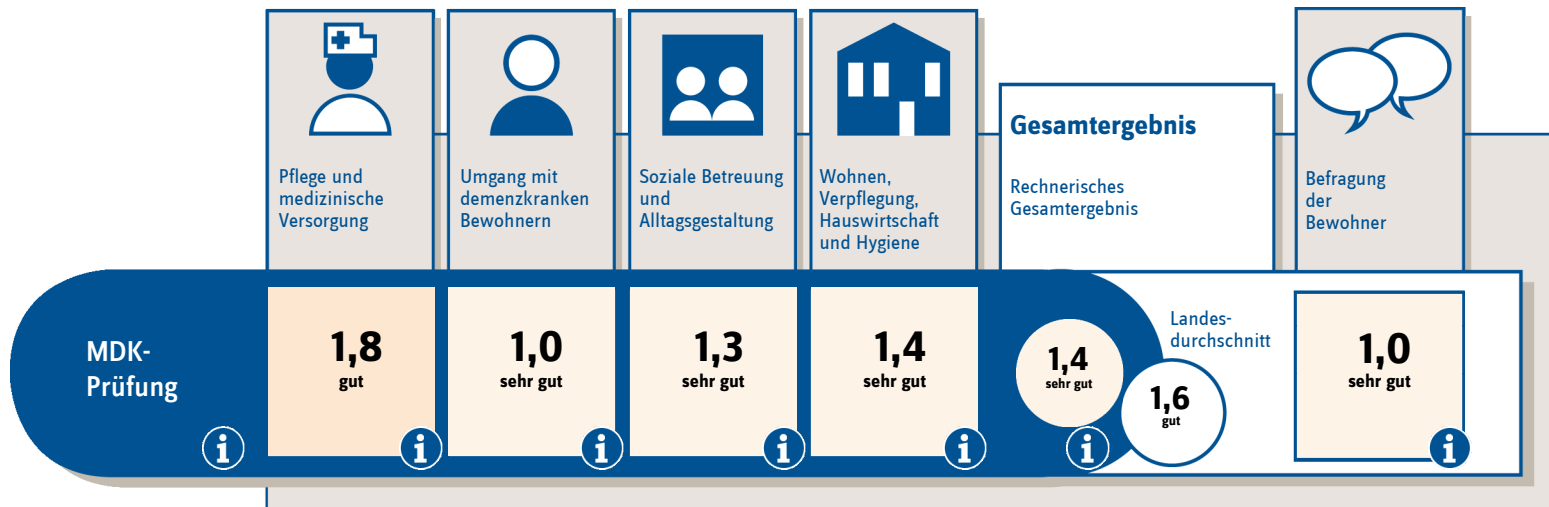 Pflege und
medizinische
Versorgung
Umgang mit
demenzkranken
Bewohnern
Soziale Betreuung
und
Alltagsgestaltung
Wohnen,
Verpflegung,
Hauswirtschaft
und Hygiene
Gesamtergebnis
Rechnerisches
Gesamtergebnis
Befragung
der
Bewohner
MDK-
Prüfung
i
1,8
gut
i
1,0
sehr gut
i
1,3
sehr gut
i
1,4
sehr gut
i
1,4
sehr gut
i
Landes-
durchschnitt
1,6
gut
1,0
sehr gut
i